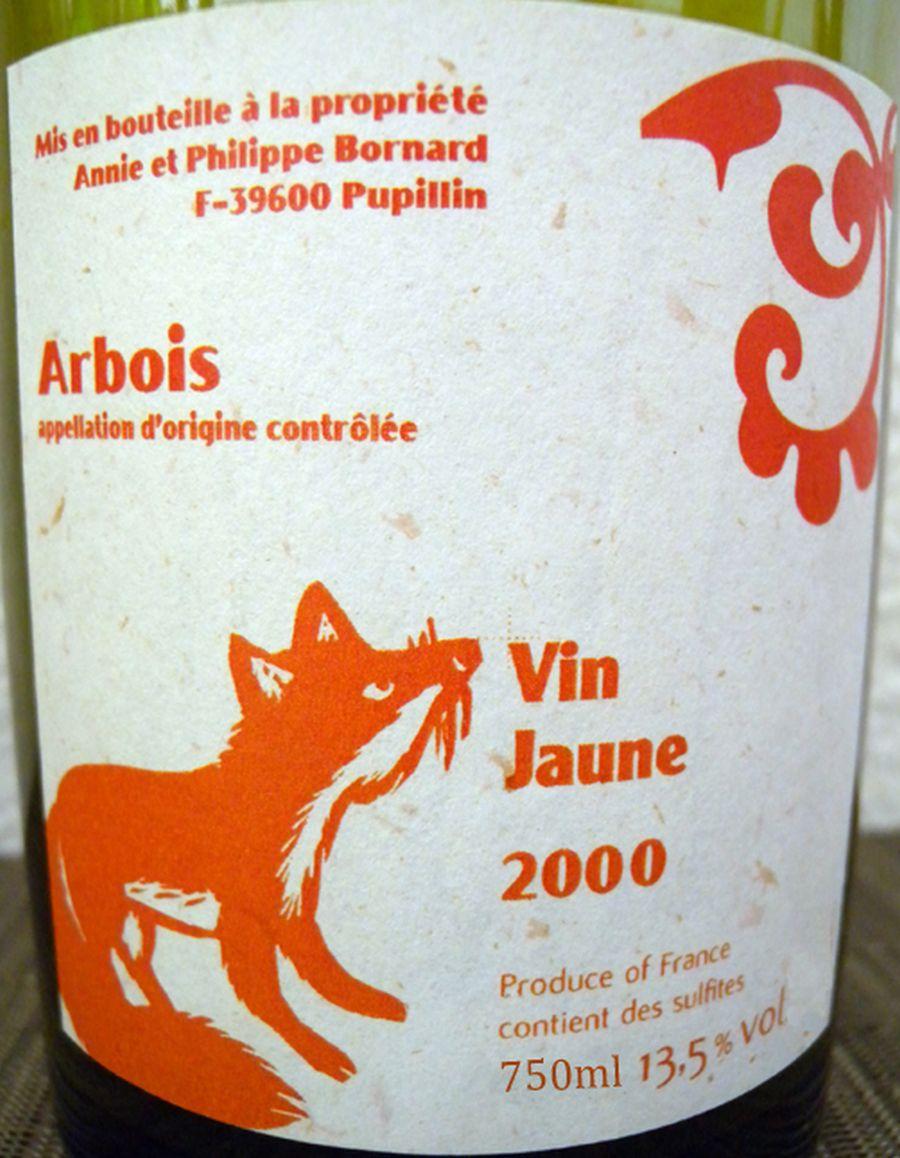 Mis en bouteille à la propriété
Annie et Philippe Bornard
F-39600 Pupillin
Arbois
appellation d'origine contrôlée
Vin
Jaune
2000
Produce of France
contient des sulfites
750ml 13,5 % vol